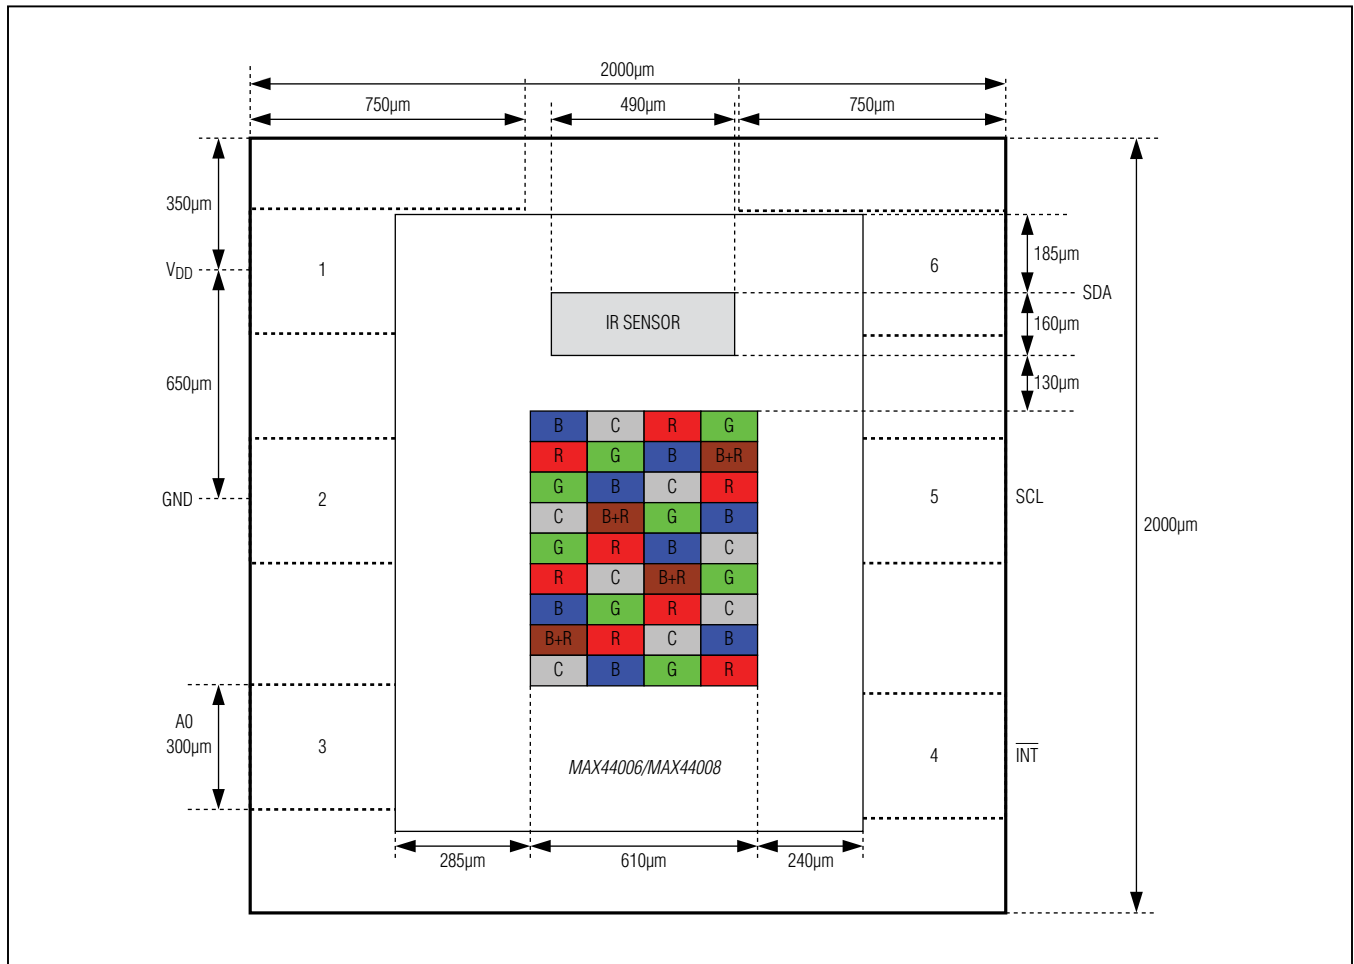 2000µm
750µm 490µm 750µm
350µm
VDD 1 6 185µm
SDA
IR SENSOR 160µm
650µm 130µm
B C R G
R G B B+R
G B C R
GND 2 5 SCL
C B+R G B
2000µm
G R B C
R C B+R G
B G R C
B+R R C B
C B G R
A0
300µm 3 4 INT
MAX44006/MAX44008
285µm 610µm 240µm